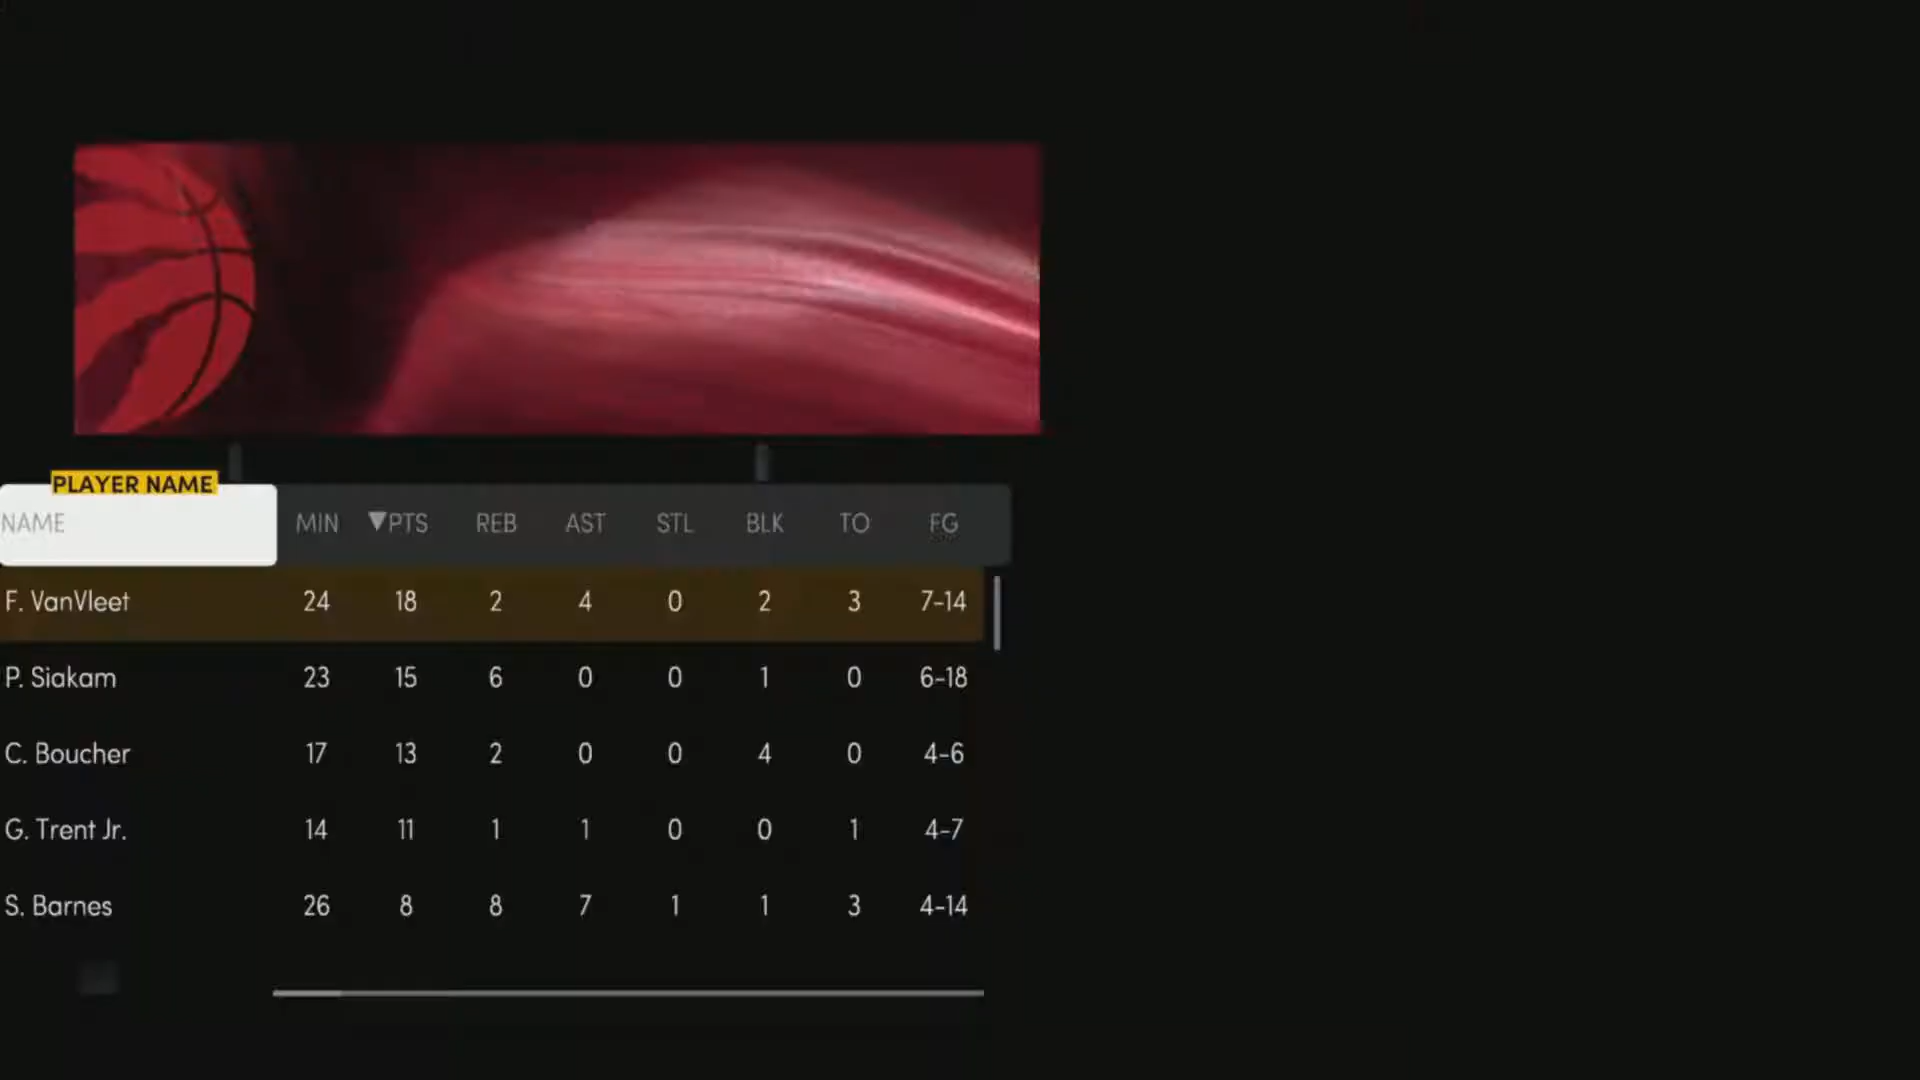 PLAYER NAME
NAME MIN ▼PTS REB AST STL BLK TO FG
F. VanVleet 24 18 2 4 0 2 3 7-14
P. Siakam 23 15 6 0 0 1 0 6-18
C. Boucher 17 13 2 0 0 4 0 4-6
G. Trent Jr. 14 11 1 1 0 0 1 4-7
S. Barnes 26 8 8 7 1 1 3 4-14